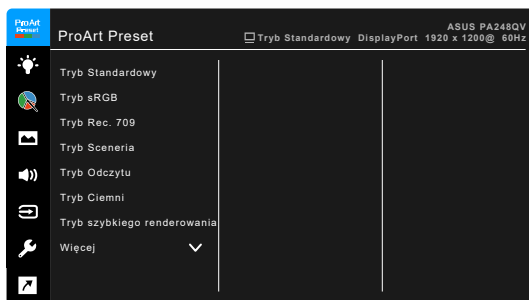 ProArt
Preset
ProArt Preset
ASUS PA248QV
Tryb Standardowy DisplayPort 1920 x 1200@ 60Hz
Tryb Standardowy
Tryb sRGB
Tryb Rec. 709
Tryb Sceneria
Tryb Odczytu
Tryb Ciemni
Tryb szybkiego renderowania
Więcej